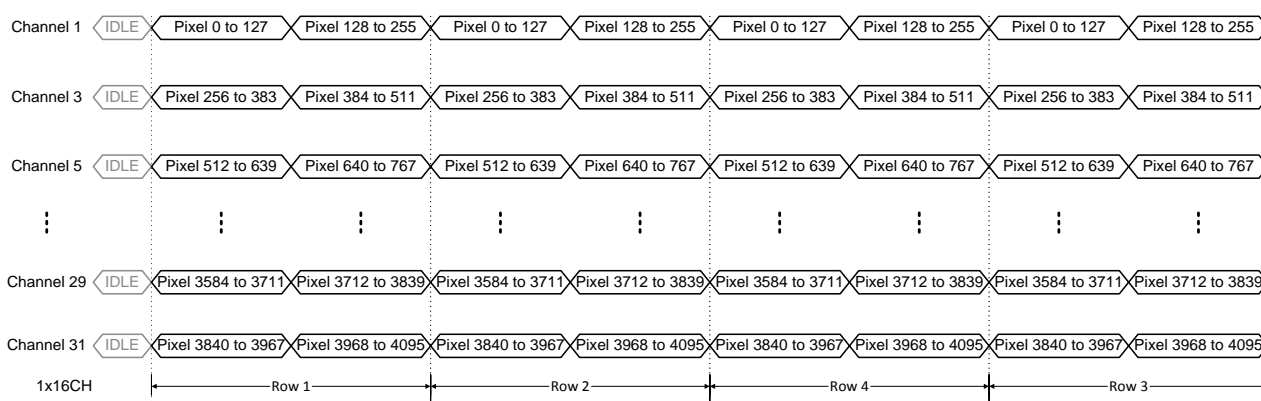 Channel 1 IDLE Pixel 0 to 127 Pixel 128 to 255 Pixel 0 to 127 Pixel 128 to 255 Pixel 0 to 127 Pixel 128 to 255 Pixel 0 to 127 Pixel 128 to 255
Channel 3 IDLE Pixel 256 to 383 Pixel 384 to 511 Pixel 256 to 383 Pixel 384 to 511 Pixel 256 to 383 Pixel 384 to 511 Pixel 256 to 383 Pixel 384 to 511
Channel 5 IDLE Pixel 512 to 639 Pixel 640 to 767 Pixel 512 to 639 Pixel 640 to 767 Pixel 512 to 639 Pixel 640 to 767 Pixel 512 to 639 Pixel 640 to 767
Channel 29 IDLE Pixel 3584 to 3711 Pixel 3712 to 3839 Pixel 3584 to 3711 Pixel 3712 to 3839 Pixel 3584 to 3711 Pixel 3712 to 3839 Pixel 3584 to 3711 Pixel 3712 to 3839
Channel 31 IDLE Pixel 3840 to 3967 Pixel 3968 to 4095 Pixel 3840 to 3967 Pixel 3968 to 4095 Pixel 3840 to 3967 Pixel 3968 to 4095 Pixel 3840 to 3967 Pixel 3968 to 4095
1x16CH Row 1 Row 2 Row 4 Row 3